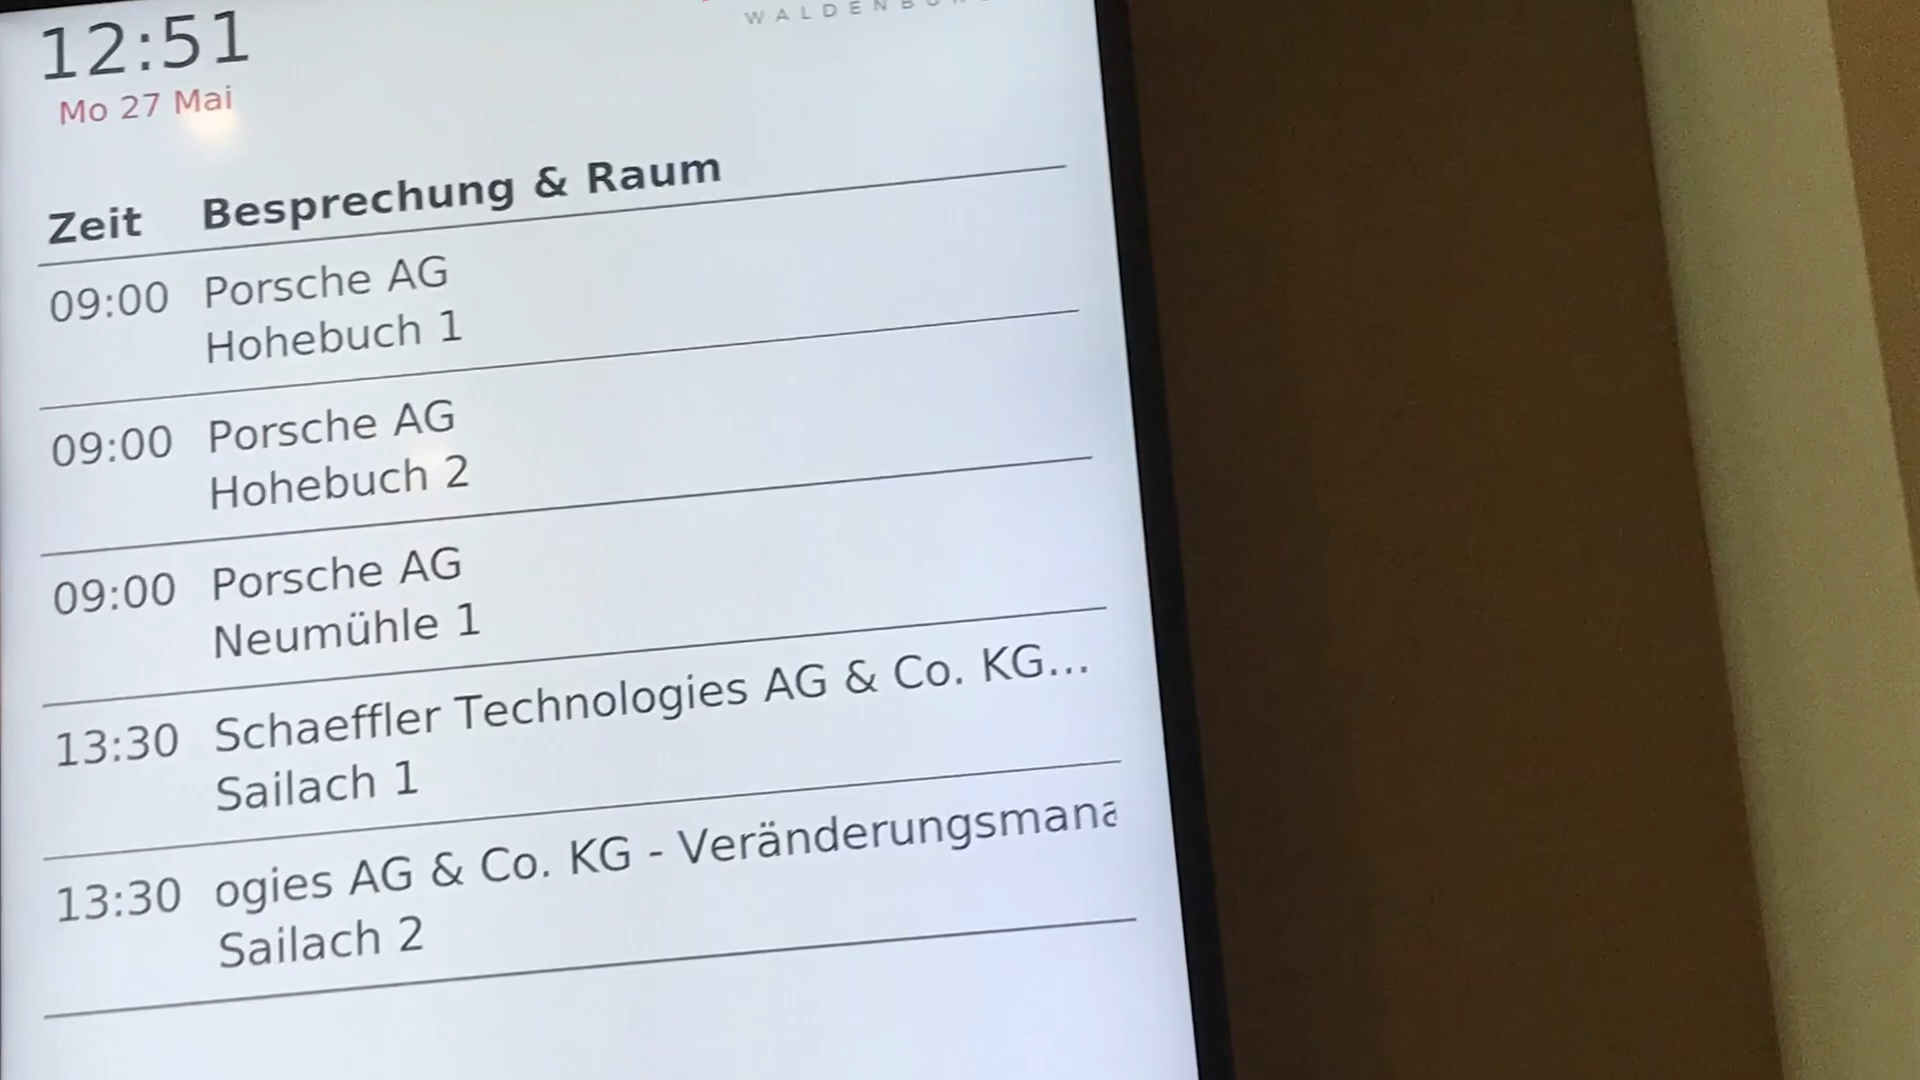 12:51
Mo 27 Mai
Zeit Besprechung & Raum
09:00 Porsche AG
Hohebuch 1
09:00 Porsche AG
Hohebuch 2
09:00 Porsche AG
Neumühle 1
13:30 Schaeffler Technologies AG & Co. KG...
Sailach 1
13:30 ogies AG & Co. KG - Veränderungsmana
Sailach 2